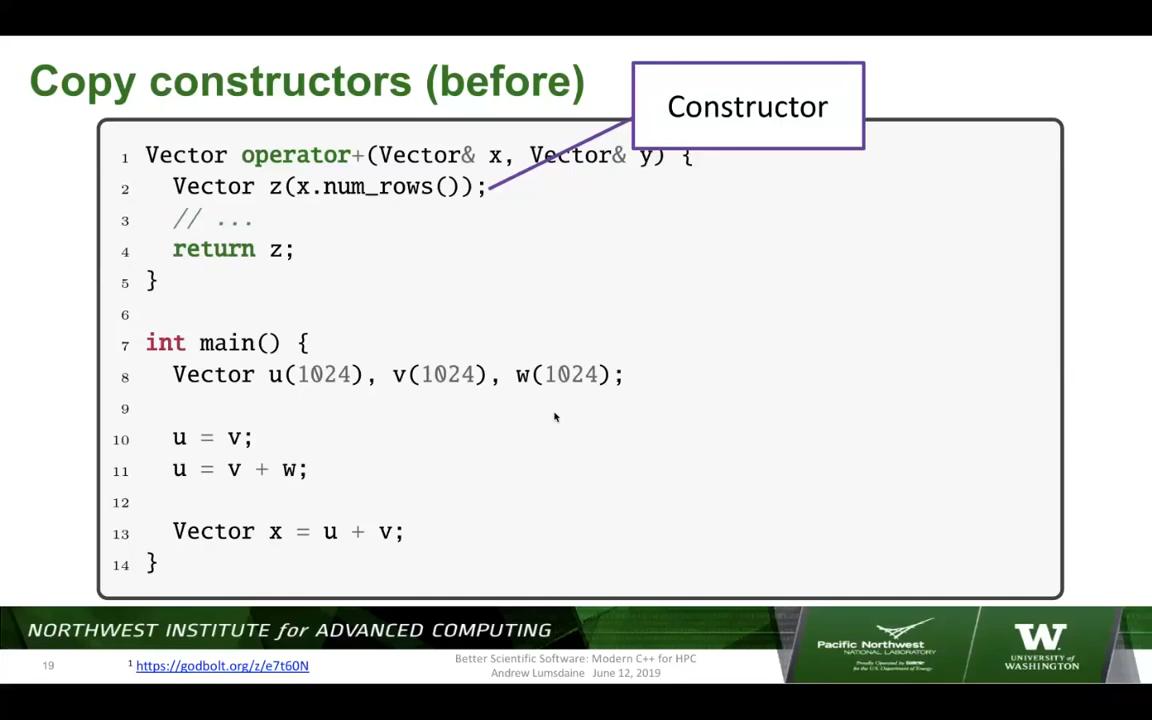 Copy constructors (before)
Constructor
1 Vector operator+(Vector& x, Vector& y) {
2 Vector z(x.num_rows());
3 // ...
4 return z;
5 }
6
7 int main() {
8 Vector u(1024), v(1024), w(1024);
9
10 u = v;
11 u = v + w;
12
13 Vector x = u + v;
14 }
NORTHWEST INSTITUTE for ADVANCED COMPUTING
Pacific Northwest
NATIONAL LABORATORY
W
UNIVERSITY of
WASHINGTON
19
1 https://godbolt.org/z/e7t60N
Better Scientific Software: Modern C++ for HPC
Andrew Lumsdaine June 12, 2019